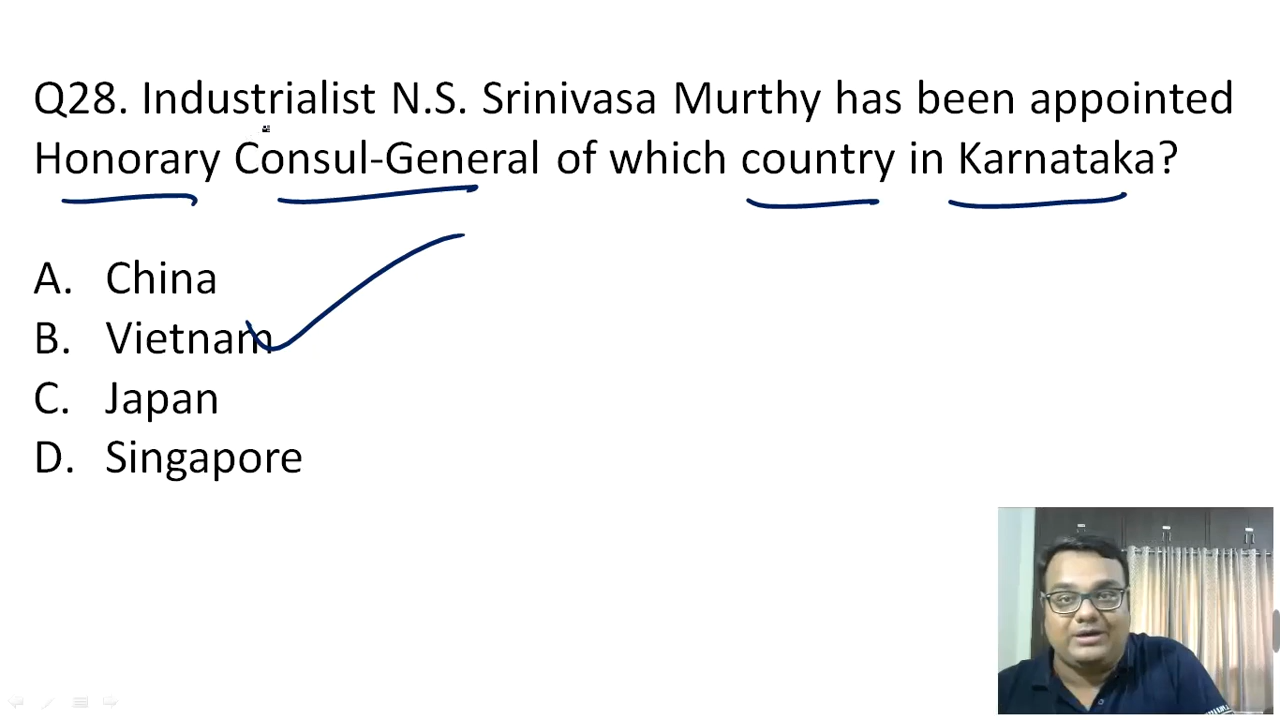 Q28. Industrialist N.S. Srinivasa Murthy has been appointed
Honorary Consul-General of which country in Karnataka?
A. China
B. Vietnam
C. Japan
D. Singapore